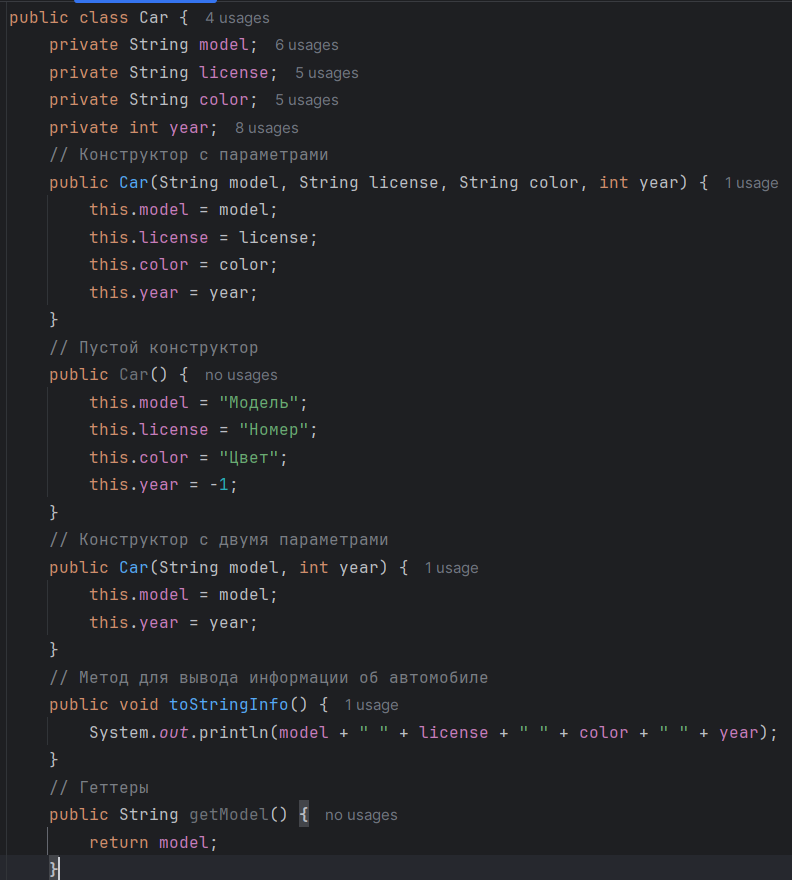 public class Car {  4 usages
    private String model;  6 usages
    private String license;  5 usages
    private String color;  5 usages
    private int year;  8 usages
    // Конструктор с параметрами
    public Car(String model, String license, String color, int year) {  1 usage
        this.model = model;
        this.license = license;
        this.color = color;
        this.year = year;
    }
    // Пустой конструктор
    public Car() {  no usages
        this.model = "Модель";
        this.license = "Номер";
        this.color = "Цвет";
        this.year = -1;
    }
    // Конструктор с двумя параметрами
    public Car(String model, int year) {  1 usage
        this.model = model;
        this.year = year;
    }
    // Метод для вывода информации об автомобиле
    public void toStringInfo() {  1 usage
        System.out.println(model + " " + license + " " + color + " " + year);
    }
    // Геттеры
    public String getModel() {  no usages
        return model;
    }